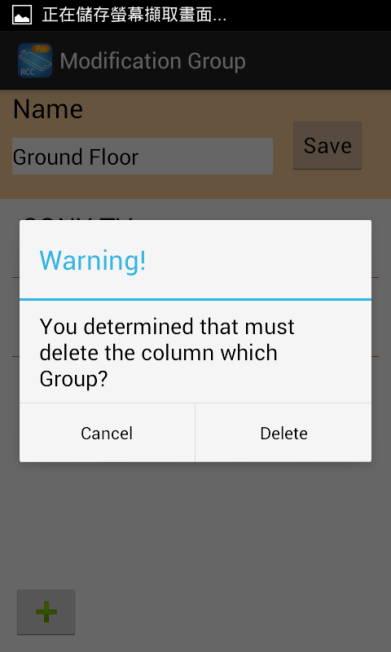 正在儲存螢幕擷取畫面...
RCC
Modification Group
Name
Ground Floor
Save
Warning!
You determined that must
delete the column which
Group?
Cancel
Delete